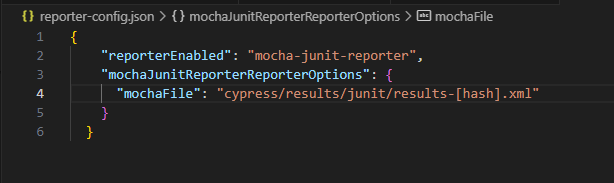 {} reporter-config.json > {} mochaJunitReporterReporterOptions > abc mochaFile
1 {
2 "reporterEnabled": "mocha-junit-reporter",
3 "mochaJunitReporterReporterOptions": {
4 "mochaFile": "cypress/results/junit/results-[hash].xml"
5 }
6 }